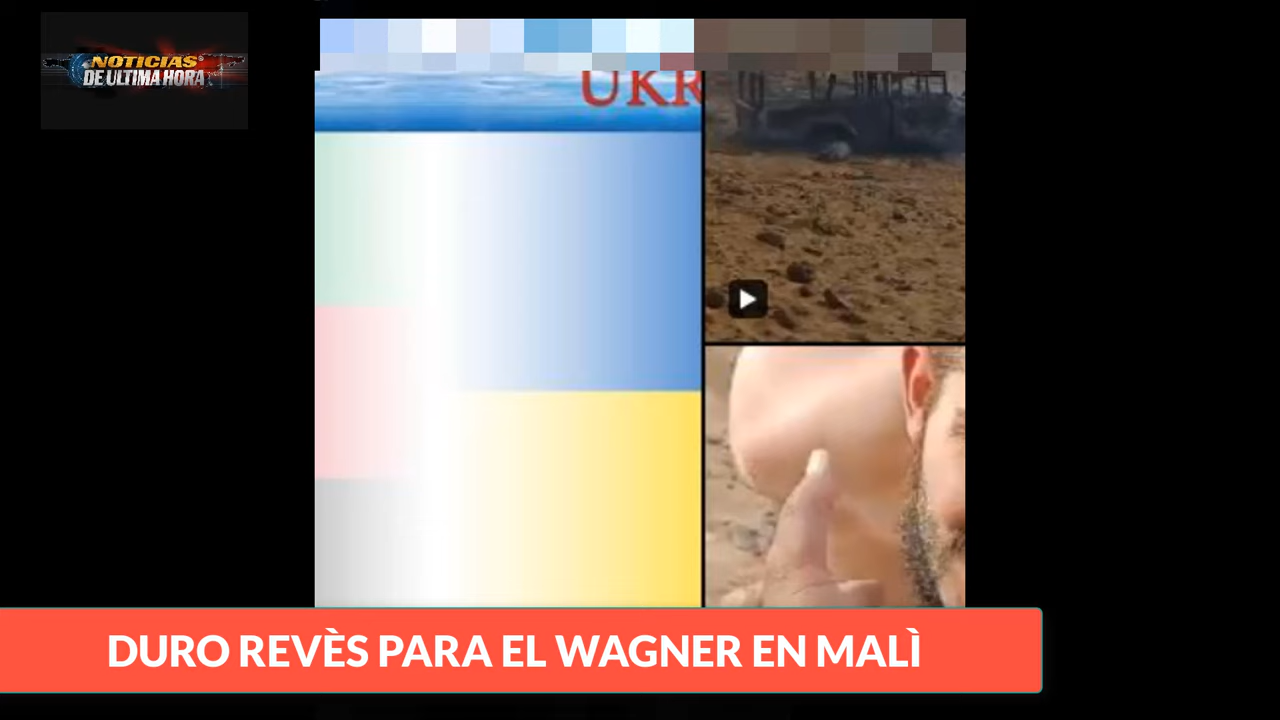 NOTICIAS
DE ULTIMA HORA
UKR
DURO REVÈS PARA EL WAGNER EN MALÌ